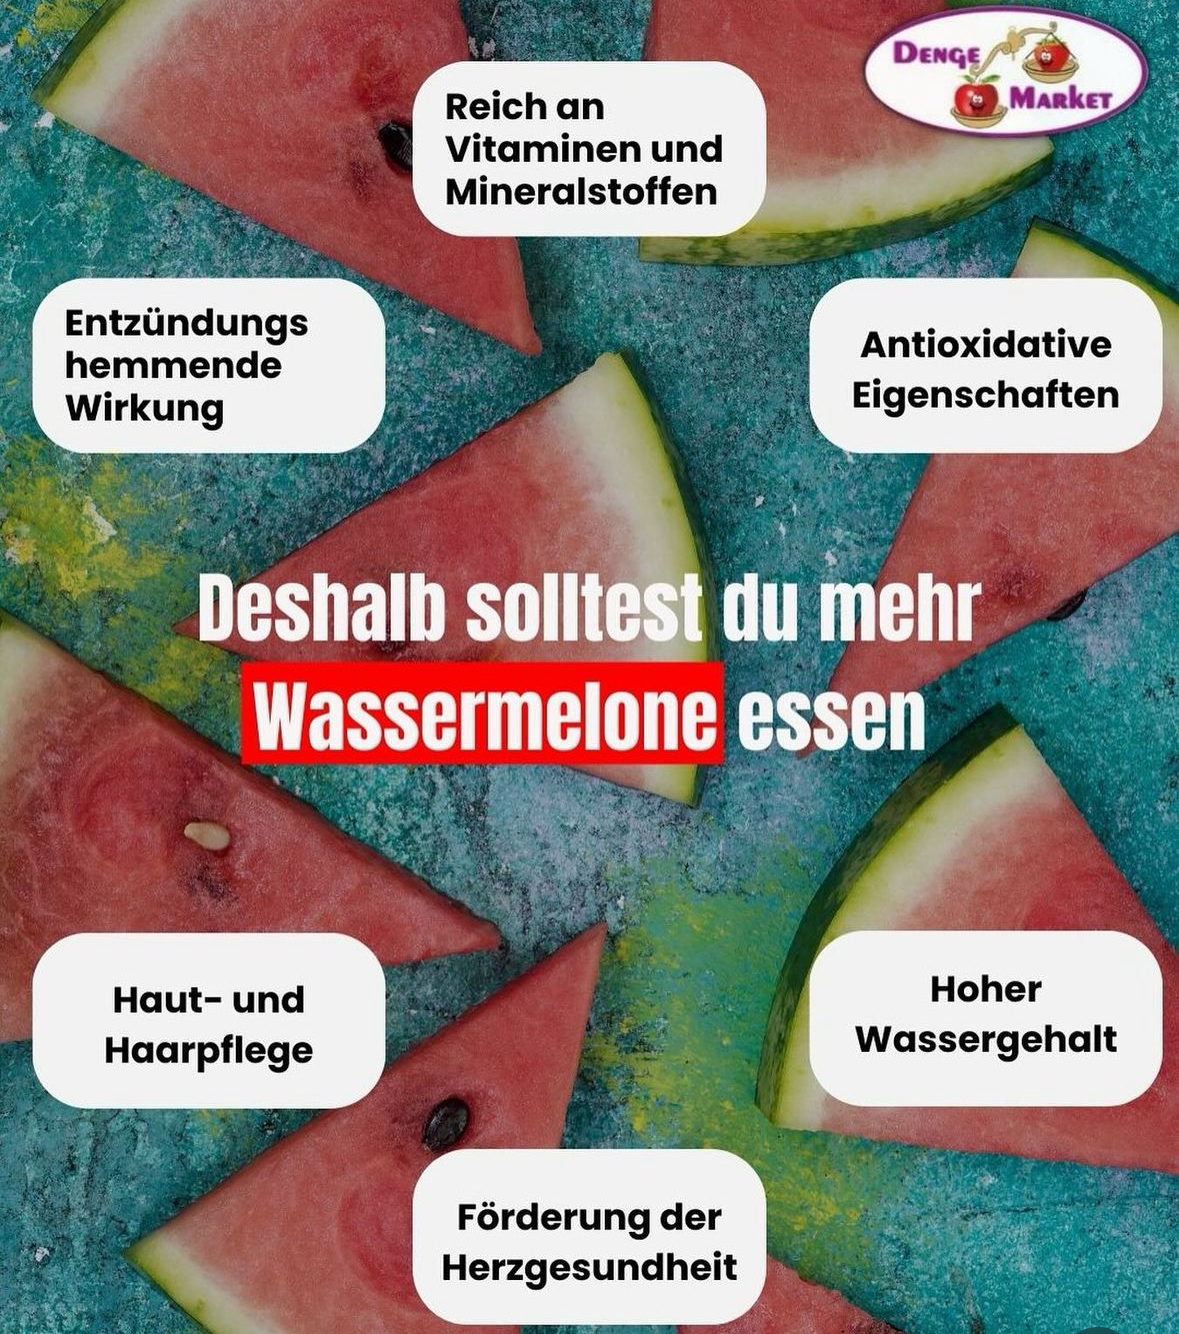 DENGE
MARKET
Reich an
Vitaminen und
Mineralstoffen
Entzündungs
hemmende
Wirkung
Antioxidative
Eigenschaften
Deshalb solltest du mehr
Wassermelone essen
Haut- und
Haarpflege
Hoher
Wassergehalt
Förderung der
Herzgesundheit